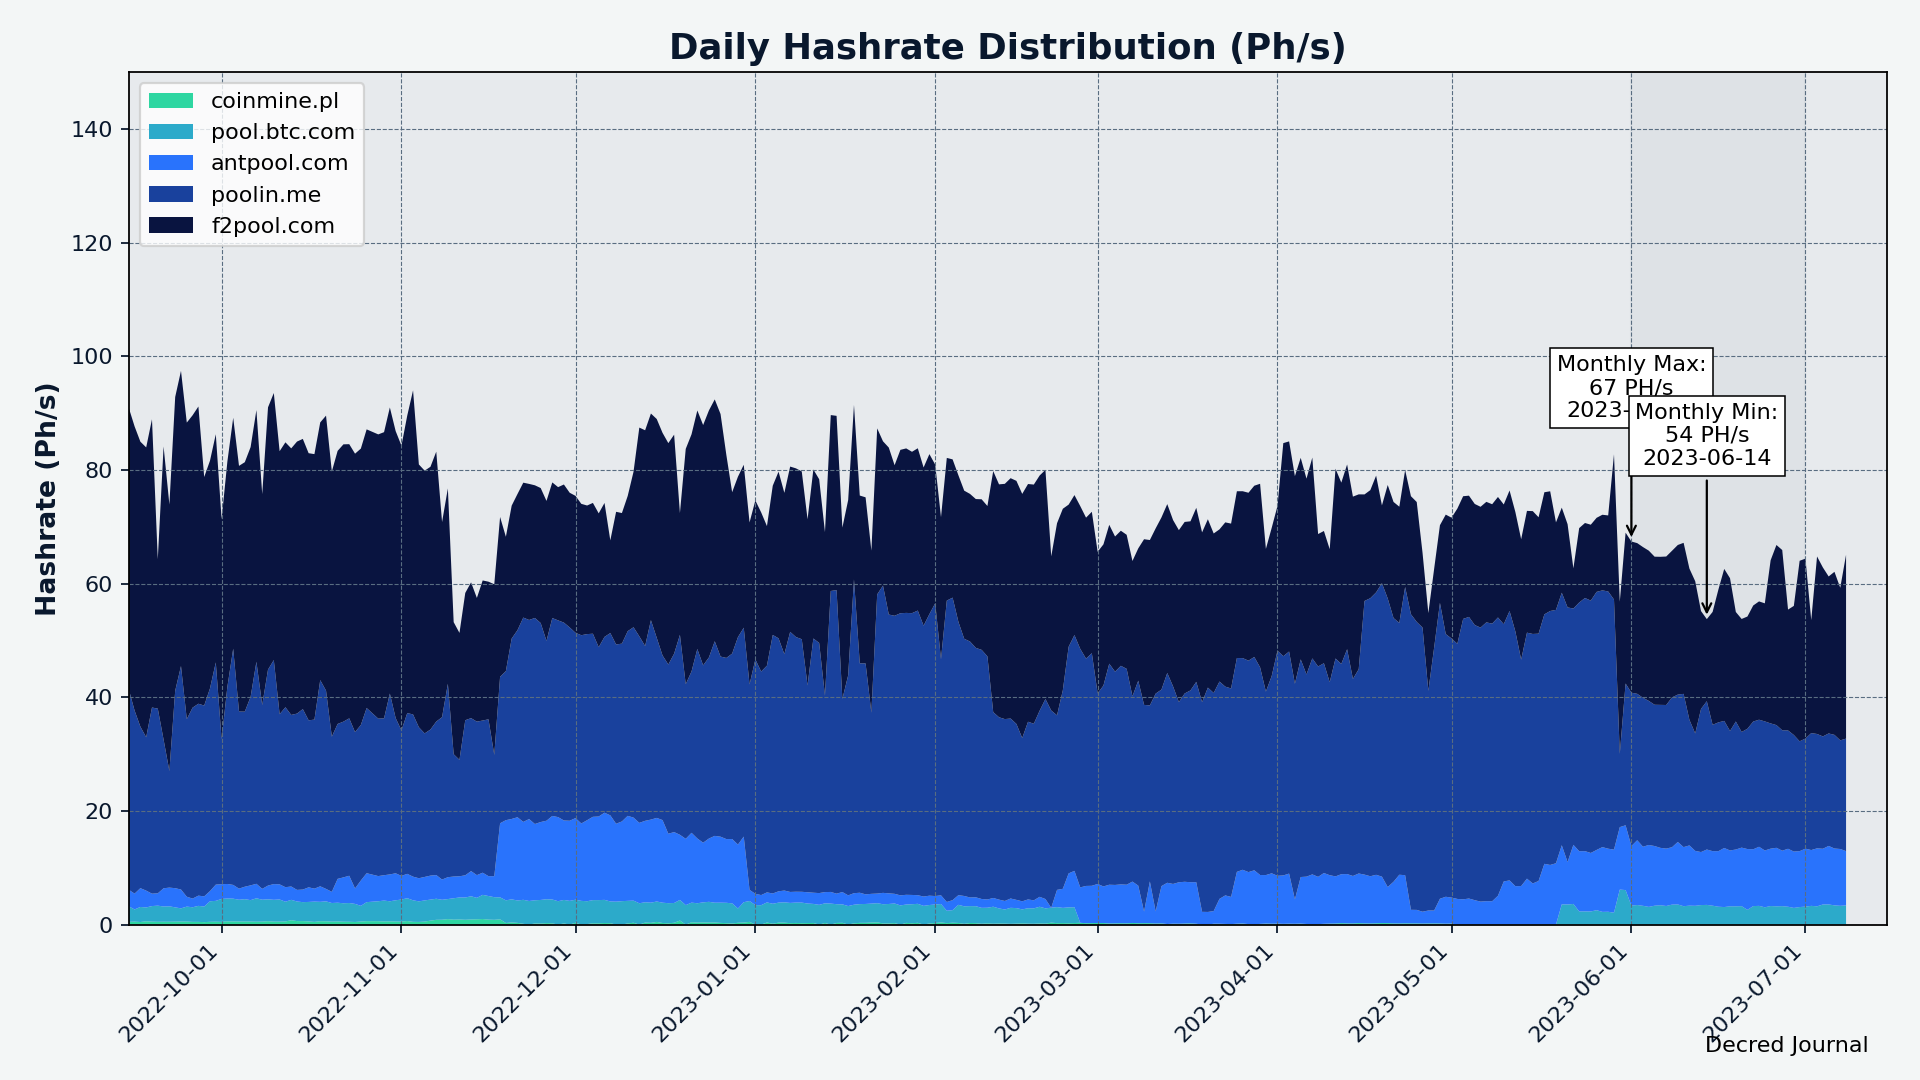 Daily Hashrate Distribution (Ph/s)
coinmine.pl
pool.btc.com
antpool.com
poolin.me
f2pool.com
Hashrate (Ph/s)
140
120
100
80
60
40
20
0
Monthly Max:
67 PH/s
2023-
Monthly Min:
54 PH/s
2023-06-14
2022-10-01
2022-11-01
2022-12-01
2023-01-01
2023-02-01
2023-03-01
2023-04-01
2023-05-01
2023-06-01
2023-07-01
Decred Journal